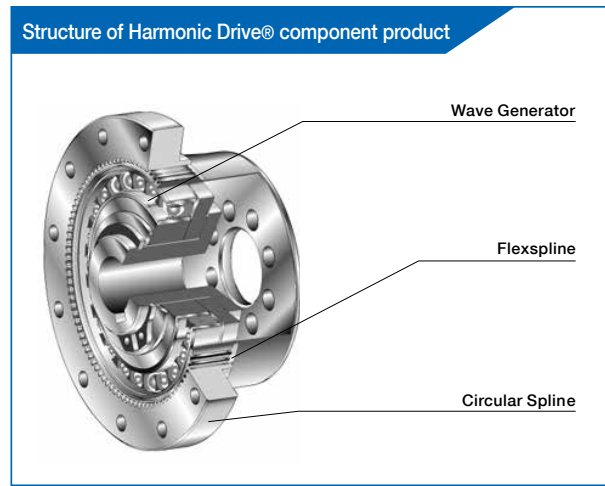 Structure of Harmonic Drive® component product
Wave Generator
Flexspline
Circular Spline